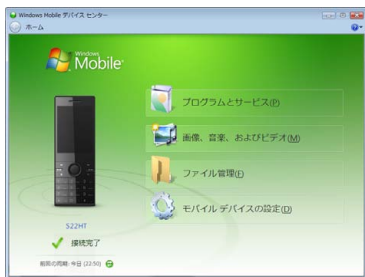 Windows Mobile デバイス センター
ホーム
Windows
Mobile
プログラムとサービス(P)
画像、音楽、およびビデオ(M)
ファイル管理(F)
モバイル デバイスの設定(D)
S22HT
接続完了
前回の同期: 今日 (22:50)